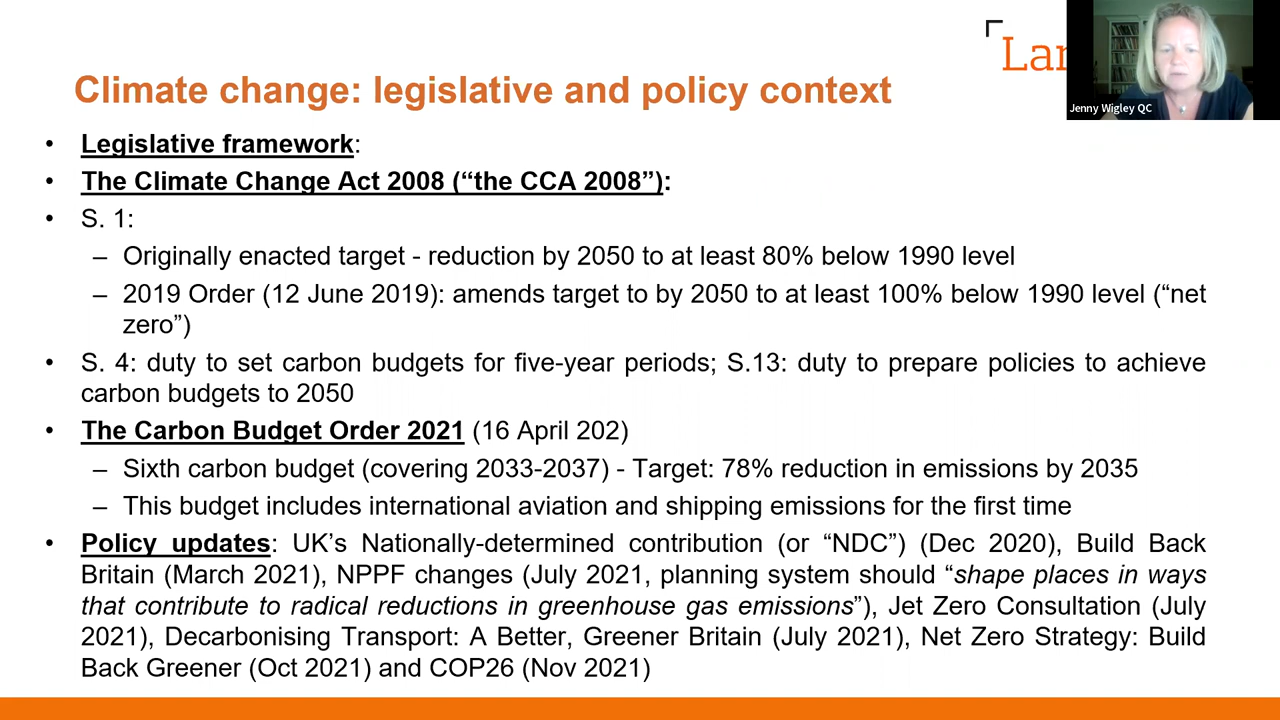 Lan
Jenny Wigley QC
Climate change: legislative and policy context
• Legislative framework:
• The Climate Change Act 2008 (“the CCA 2008”):
• S. 1:
– Originally enacted target - reduction by 2050 to at least 80% below 1990 level
– 2019 Order (12 June 2019): amends target to by 2050 to at least 100% below 1990 level (“net
zero”)
• S. 4: duty to set carbon budgets for five-year periods; S.13: duty to prepare policies to achieve
carbon budgets to 2050
• The Carbon Budget Order 2021 (16 April 202)
– Sixth carbon budget (covering 2033-2037) - Target: 78% reduction in emissions by 2035
– This budget includes international aviation and shipping emissions for the first time
• Policy updates: UK’s Nationally-determined contribution (or “NDC”) (Dec 2020), Build Back
Britain (March 2021), NPPF changes (July 2021, planning system should “shape places in ways
that contribute to radical reductions in greenhouse gas emissions”), Jet Zero Consultation (July
2021), Decarbonising Transport: A Better, Greener Britain (July 2021), Net Zero Strategy: Build
Back Greener (Oct 2021) and COP26 (Nov 2021)